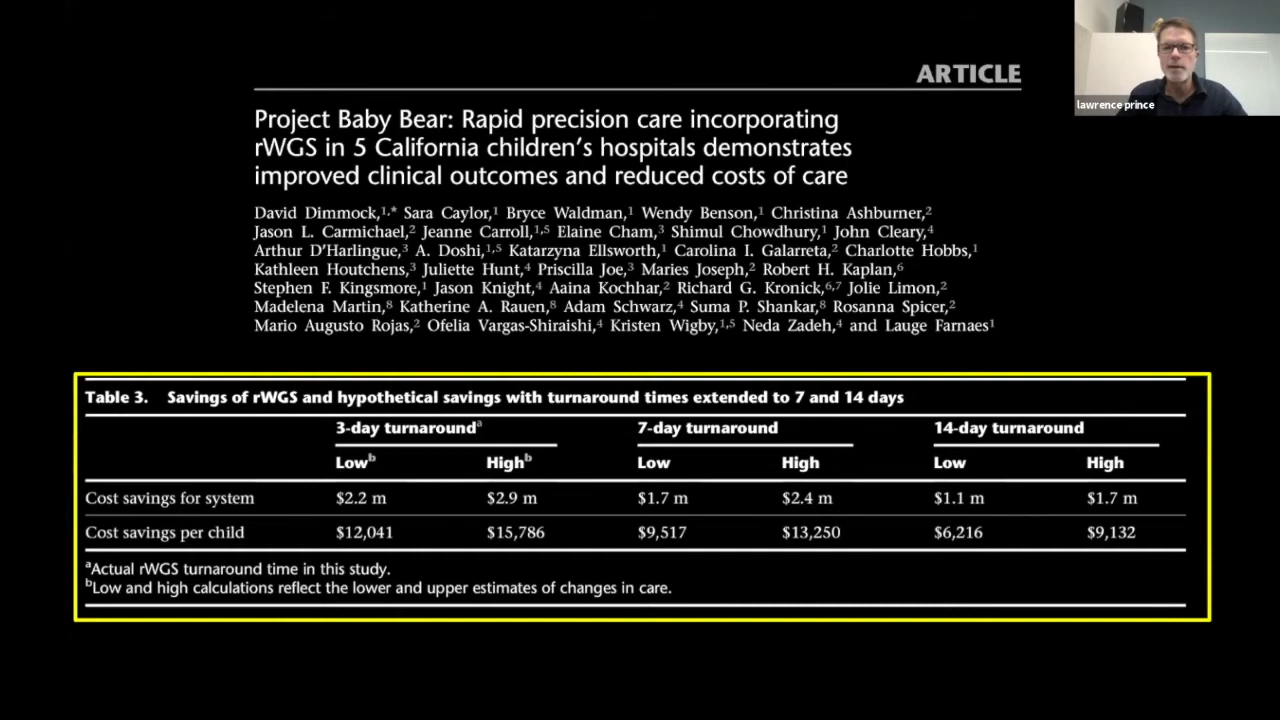 lawrence prince
ARTICLE
Project Baby Bear: Rapid precision care incorporating
rWGS in 5 California children's hospitals demonstrates
improved clinical outcomes and reduced costs of care
David Dimmock,1,* Sara Caylor,1 Bryce Waldman,1 Wendy Benson,1 Christina Ashburner,2
Jason L. Carmichael,2 Jeanne Carroll,1,5 Elaine Cham,3 Shimul Chowdhury,1 John Cleary,4
Arthur D'Harlingue,3 A. Doshi,1,5 Katarzyna Ellsworth,1 Carolina I. Galarreta,2 Charlotte Hobbs,1
Kathleen Houtchens,3 Juliette Hunt,4 Priscilla Joe,3 Maries Joseph,2 Robert H. Kaplan,6
Stephen F. Kingsmore,1 Jason Knight,4 Aaina Kochhar,2 Richard G. Kronick,6,7 Jolie Limon,2
Madelena Martin,8 Katherine A. Rauen,8 Adam Schwarz,4 Suma P. Shankar,8 Rosanna Spicer,2
Mario Augusto Rojas,2 Ofelia Vargas-Shiraishi,4 Kristen Wigby,1,5 Neda Zadeh,4 and Lauge Farnaes1
Table 3. Savings of rWGS and hypothetical savings with turnaround times extended to 7 and 14 days
3-day turnarounda 7-day turnaround 14-day turnaround
Lowb Highb Low High Low High
Cost savings for system $2.2 m $2.9 m $1.7 m $2.4 m $1.1 m $1.7 m
Cost savings per child $12,041 $15,786 $9,517 $13,250 $6,216 $9,132
aActual rWGS turnaround time in this study.
bLow and high calculations reflect the lower and upper estimates of changes in care.